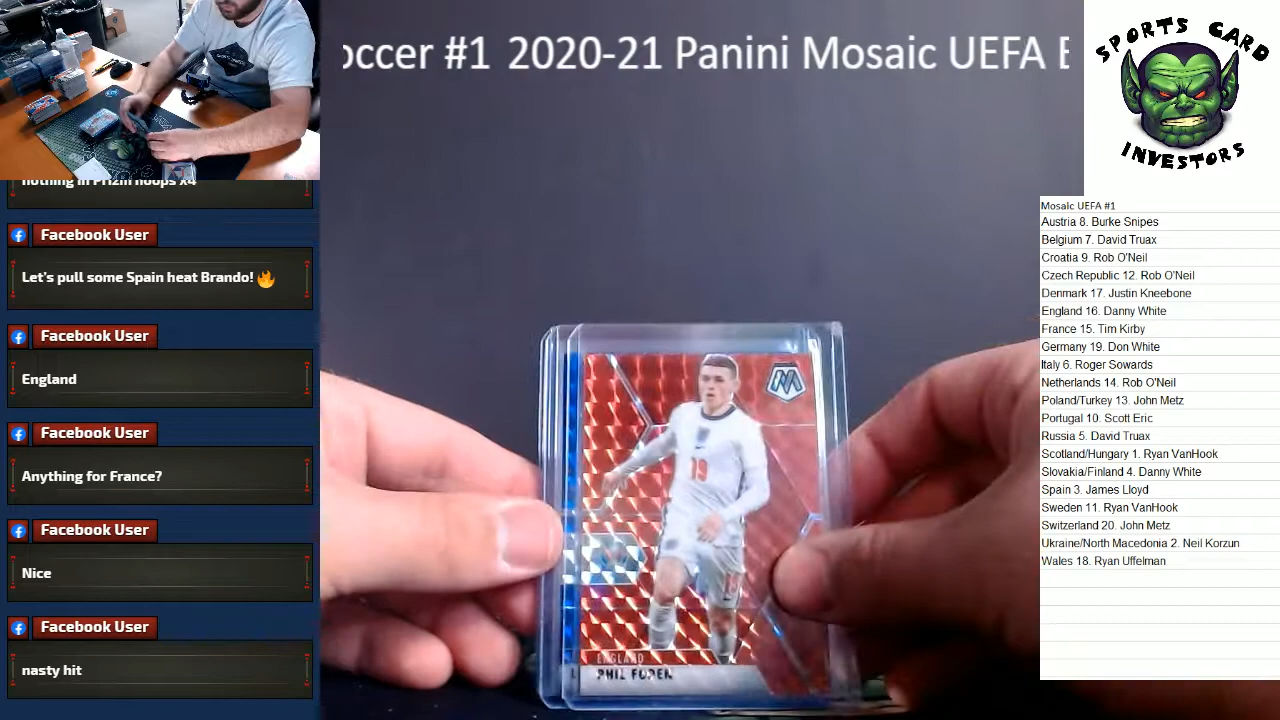 occer #1 2020-21 Panini Mosaic UEFA E
SPORTS CARD
INVESTORS
nothing in Prizm hoops x4
Facebook User
Let's pull some Spain heat Brando!🔥
Facebook User
England
Facebook User
Anything for France?
Facebook User
Nice
Facebook User
nasty hit
19
ENGLAND
PHIL FODEN
Mosaic UEFA #1
Austria 8. Burke Snipes
Belgium 7. David Truax
Croatia 9. Rob O'Neil
Czech Republic 12. Rob O'Neil
Denmark 17. Justin Kneebone
England 16. Danny White
France 15. Tim Kirby
Germany 19. Don White
Italy 6. Roger Sowards
Netherlands 14. Rob O'Neil
Poland/Turkey 13. John Metz
Portugal 10. Scott Eric
Russia 5. David Truax
Scotland/Hungary 1. Ryan VanHook
Slovakia/Finland 4. Danny White
Spain 3. James Lloyd
Sweden 11. Ryan VanHook
Switzerland 20. John Metz
Ukraine/North Macedonia 2. Neil Korzun
Wales 18. Ryan Uffelman